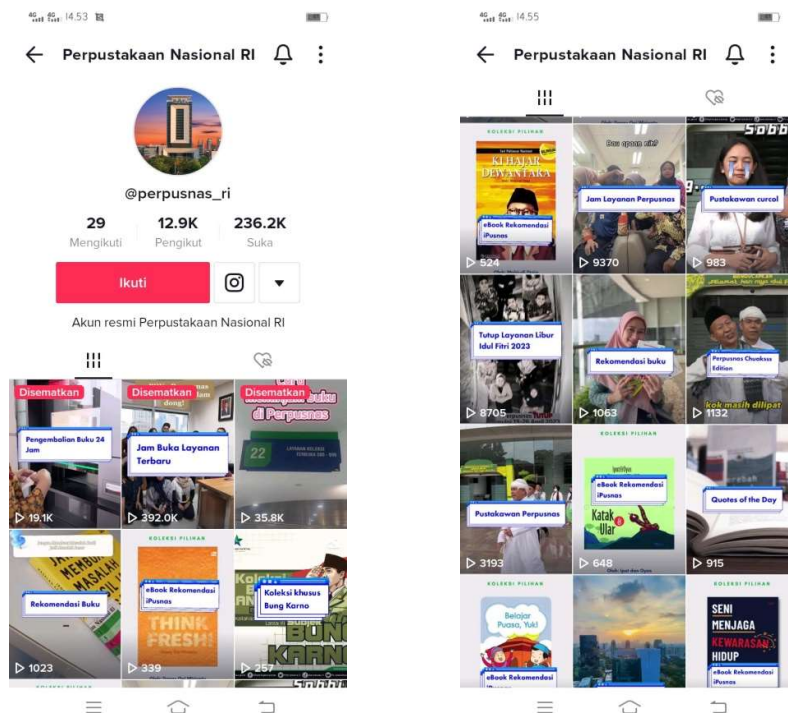 14.53
Perpustakaan Nasional RI
@perpusnas_ri
29
12.9K
236.2K
Mengikuti
Pengikut
Suka
Ikuti
Akun resmi Perpustakaan Nasional RI
Disematkan
Pengembalian Buku 24
Jam
19.1K
Disematkan
Jam Buka Layanan
Terbaru
392.0K
Disematkan
di Perpusnas
22
35.8K
Rekomendasi Buku
1023
KOLEKSI PILIHAN
eBook Rekomendasi
iPusnas
THINK
FRESH!
339
Koleksi khusus
Bung Karno
BUNG
KARNO
257
14.55
Perpustakaan Nasional RI
KOLEKSI PILIHAN
KI HAJAR
DEWANTARA
eBook Rekomendasi
iPusnas
524
Jam Layanan Perpusnas
9370
Pustakawan curcol
983
Tutup Layanan Libur
Idul Fitri 2023
TUTUP
8705
Rekomendasi buku
1063
Perpusnas Chuaksss
Edition
kok masih dilipat
1132
Pustakawan Perpusnas
3193
KOLEKSI PILIHAN
eBook Rekomendasi
iPusnas
Katak
Ular
648
Quotes of the Day
915
KOLEKSI PILIHAN
Belajar
Puasa, Yuk!
eBook Rekomendasi
iPusnas
KOLEKSI PILIHAN
SENI
MENJAGA
KEWARASAN
HIDUP
eBook Rekomendasi
iPusnas